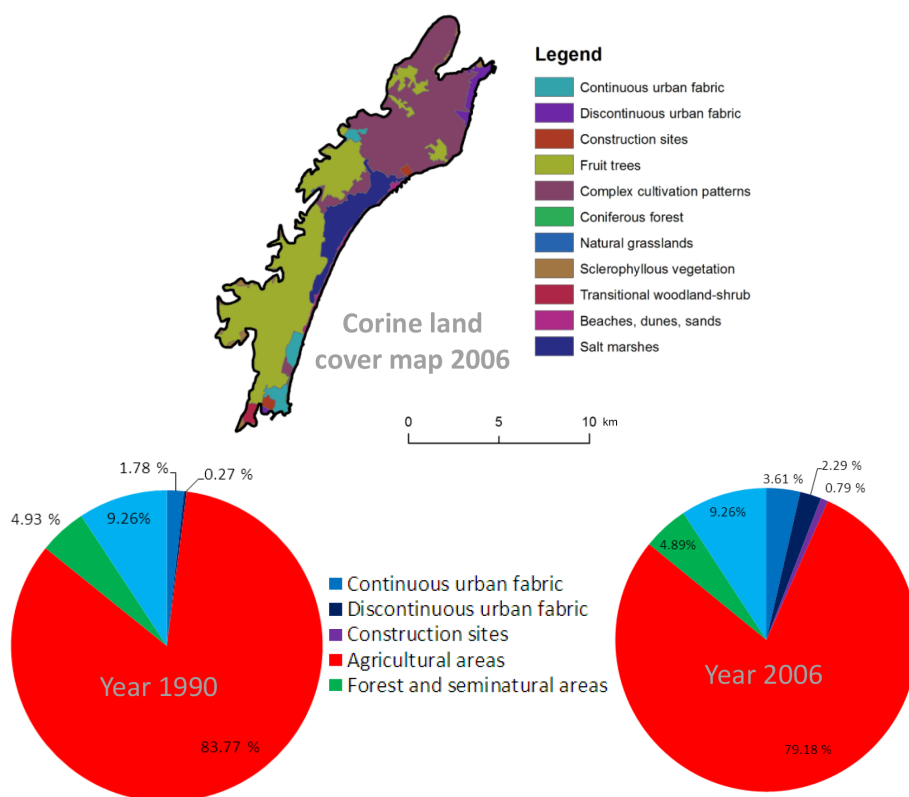 Legend
Continuous urban fabric
Discontinuous urban fabric
Construction sites
Fruit trees
Complex cultivation patterns
Coniferous forest
Natural grasslands
Sclerophyllous vegetation
Transitional woodland-shrub
Beaches, dunes, sands
Salt marshes
Corine land
cover map 2006
0 5 10 km
1.78 %
0.27 %
4.93 %
9.26%
83.77 %
Year 1990
Continuous urban fabric
Discontinuous urban fabric
Construction sites
Agricultural areas
Forest and seminatural areas
3.61 %
2.29 %
0.79 %
9.26%
4.89%
Year 2006
79.18 %